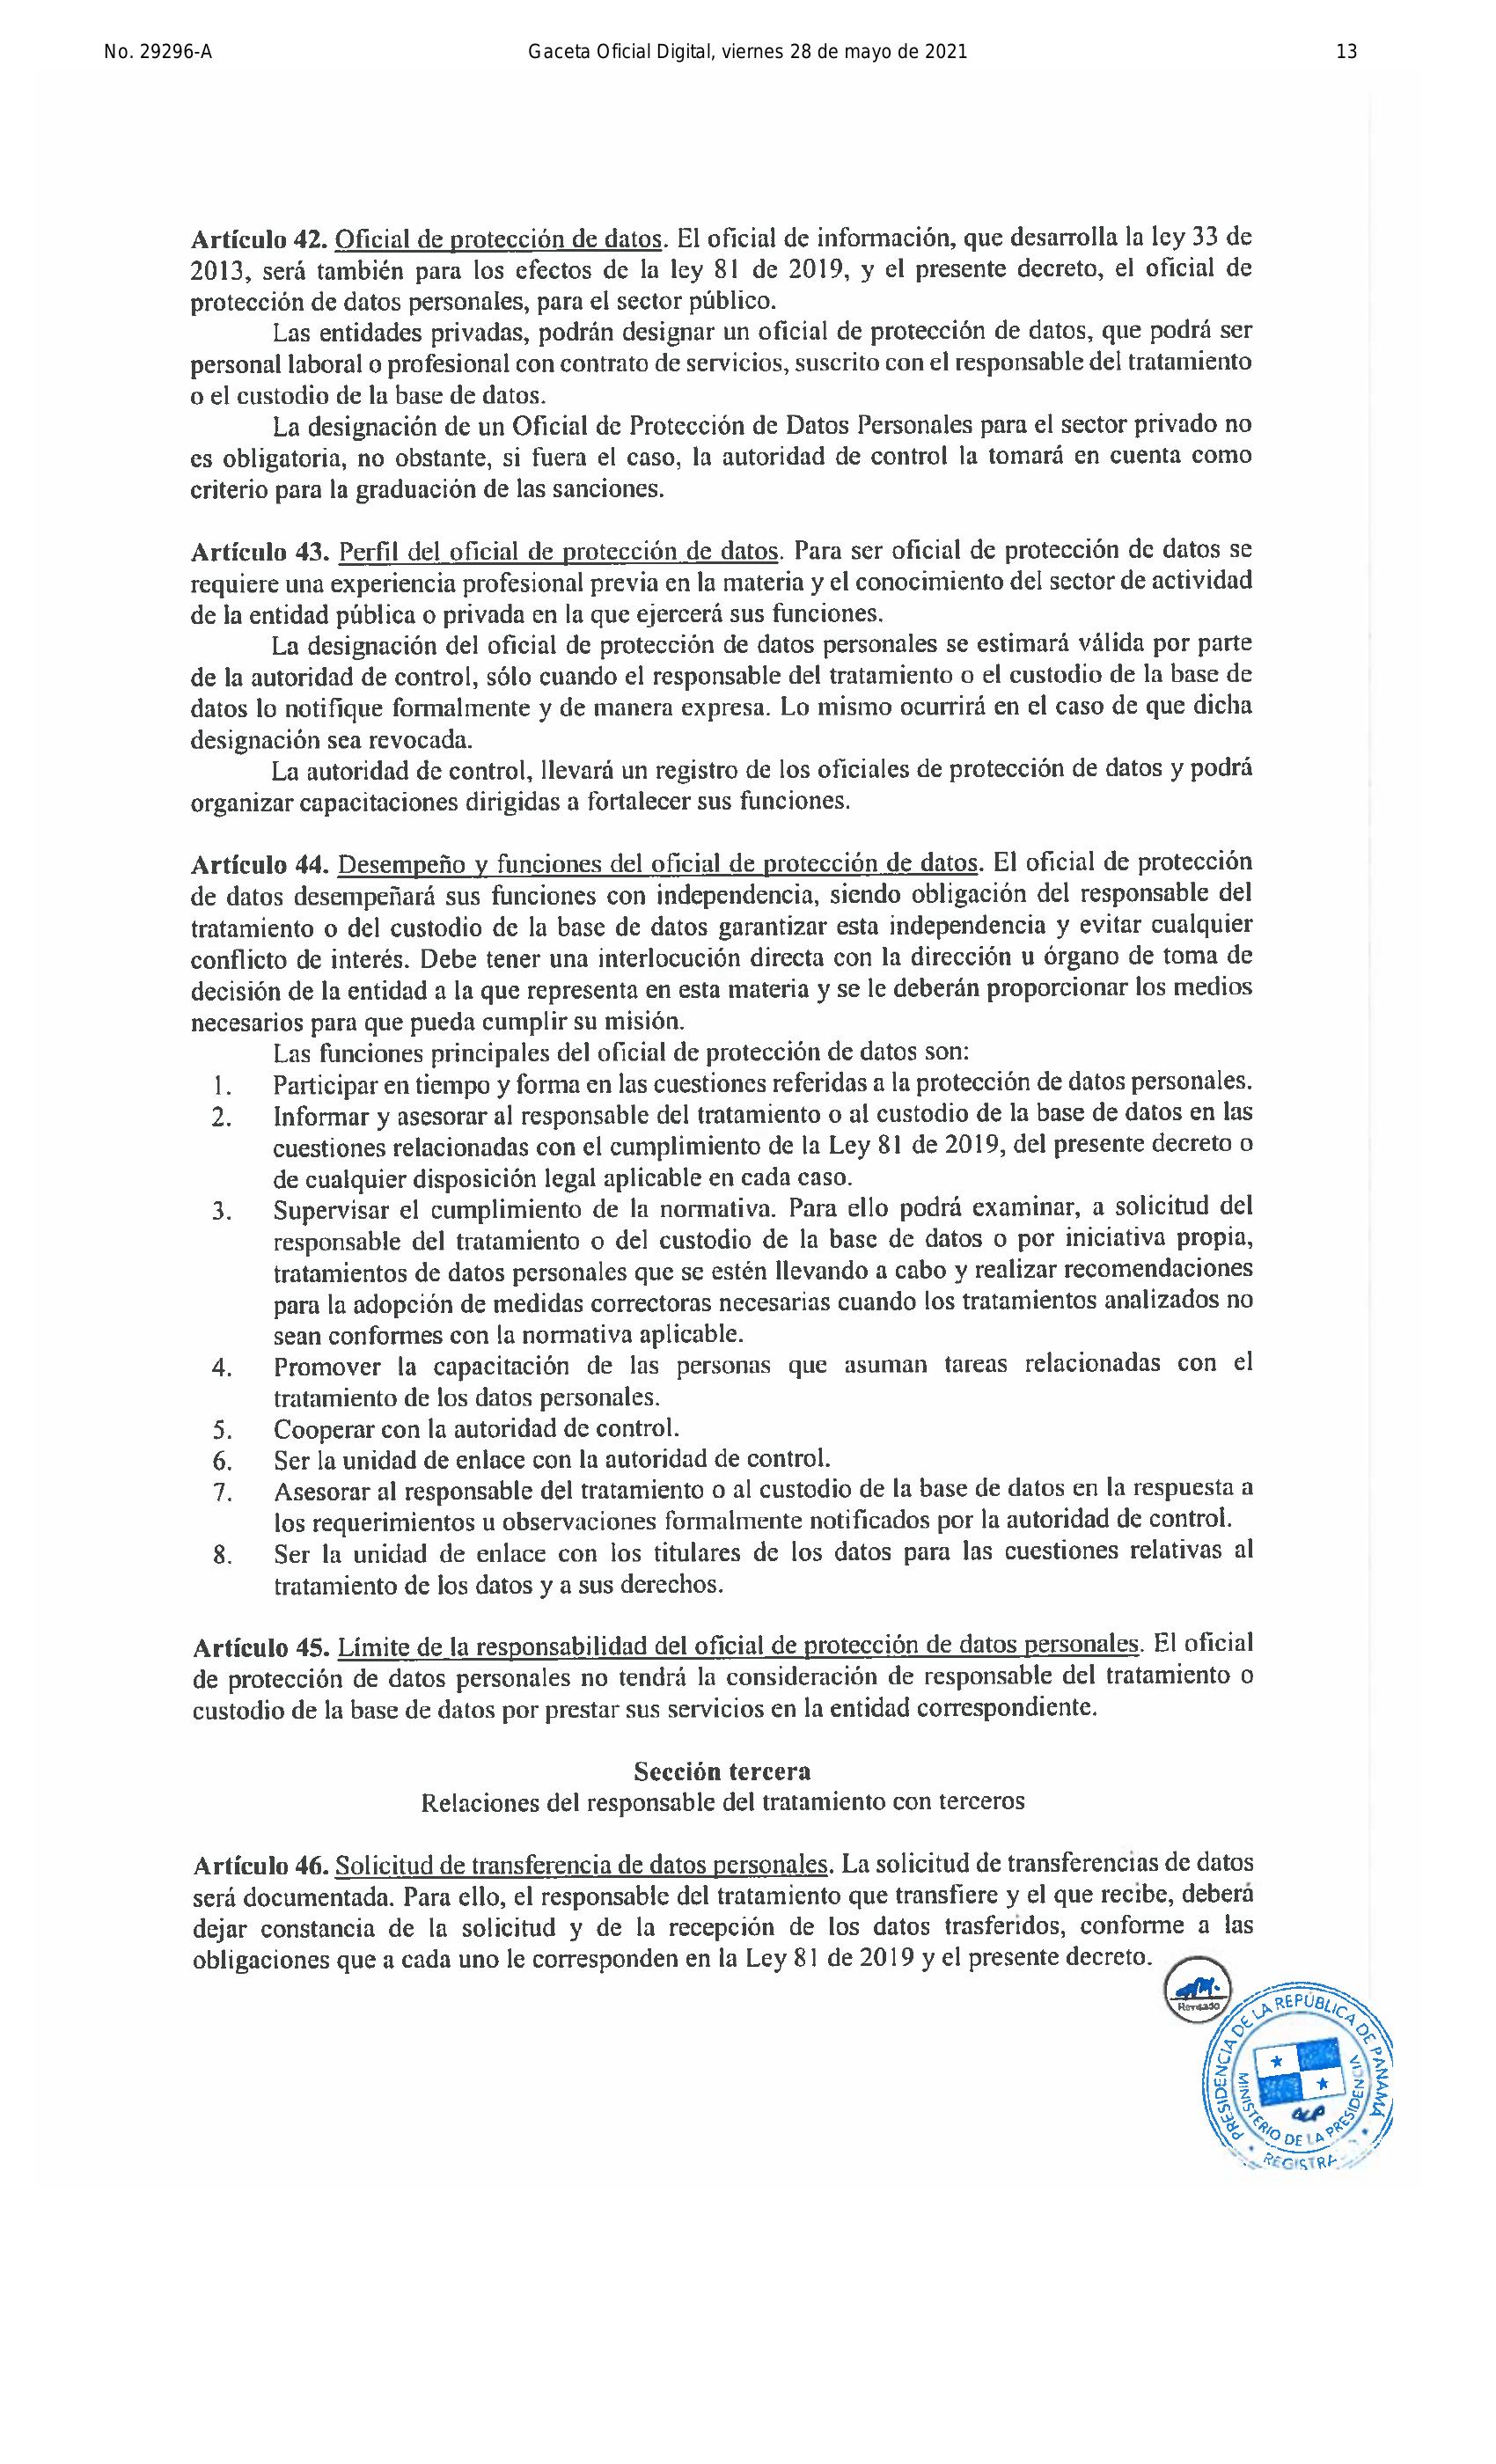 No. 29296-A Gaceta Oficial Digital, viernes 28 de mayo de 2021 13
Artículo 42. Oficial de protección de datos. El oficial de información, que desarrolla la ley 33 de
2013, será también para los efectos de la ley 81 de 2019, y el presente decreto, el oficial de
protección de datos personales, para el sector público.
Las entidades privadas, podrán designar un oficial de protección de datos, que podrá ser
personal laboral o profesional con contrato de servicios, suscrito con el responsable del tratamiento
o el custodio de la base de datos.
La designación de un Oficial de Protección de Datos Personales para el sector privado no
es obligatoria, no obstante, si fuera el caso, la autoridad de control la tomará en cuenta como
criterio para la graduación de las sanciones.
Artículo 43. Perfil del oficial de protección de datos. Para ser oficial de protección de datos se
requiere una experiencia profesional previa en la materia y el conocimiento del sector de actividad
de la entidad pública o privada en la que ejercerá sus funciones.
La designación del oficial de protección de datos personales se estimará válida por parte
de la autoridad de control, sólo cuando el responsable del tratamiento o el custodio de la base de
datos lo notifique formalmente y de manera expresa. Lo mismo ocurrirá en el caso de que dicha
designación sea revocada.
La autoridad de control, llevará un registro de los oficiales de protección de datos y podrá
organizar capacitaciones dirigidas a fortalecer sus funciones.
Artículo 44. Desempeño y funciones del oficial de protección de datos. El oficial de protección
de datos desempeñará sus funciones con independencia, siendo obligación del responsable del
tratamiento o del custodio de la base de datos garantizar esta independencia y evitar cualquier
conflicto de interés. Debe tener una interlocución directa con la dirección u órgano de toma de
decisión de la entidad a la que representa en esta materia y se le deberán proporcionar los medios
necesarios para que pueda cumplir su misión.
Las funciones principales del oficial de protección de datos son:
1. Participar en tiempo y forma en las cuestiones referidas a la protección de datos personales.
2. Informar y asesorar al responsable del tratamiento o al custodio de la base de datos en las
cuestiones relacionadas con el cumplimiento de la Ley 81 de 2019, del presente decreto o
de cualquier disposición legal aplicable en cada caso.
3. Supervisar el cumplimiento de la normativa. Para ello podrá examinar, a solicitud del
responsable del tratamiento o del custodio de la base de datos o por iniciativa propia,
tratamientos de datos personales que se estén llevando a cabo y realizar recomendaciones
para la adopción de medidas correctoras necesarias cuando los tratamientos analizados no
sean conformes con la normativa aplicable.
4. Promover la capacitación de las personas que asuman tareas relacionadas con el
tratamiento de los datos personales.
5. Cooperar con la autoridad de control.
6. Ser la unidad de enlace con la autoridad de control.
7. Asesorar al responsable del tratamiento o al custodio de la base de datos en la respuesta a
los requerimientos u observaciones formalmente notificados por la autoridad de control.
8. Ser la unidad de enlace con los titulares de los datos para las cuestiones relativas al
tratamiento de los datos y a sus derechos.
Artículo 45. Límite de la responsabilidad del oficial de protección de datos personales. El oficial
de protección de datos personales no tendrá la consideración de responsable del tratamiento o
custodio de la base de datos por prestar sus servicios en la entidad correspondiente.
Sección tercera
Relaciones del responsable del tratamiento con terceros
Artículo 46. Solicitud de transferencia de datos personales. La solicitud de transferencias de datos
será documentada. Para ello, el responsable del tratamiento que transfiere y el que recibe, deberá
dejar constancia de la solicitud y de la recepción de los datos trasferidos, conforme a las
obligaciones que a cada uno le corresponden en la Ley 81 de 2019 y el presente decreto.
Revisado
PRESIDENCIA DE LA REPÚBLICA DE PANAMÁ
MINISTERIO DE LA PRESIDENCIA